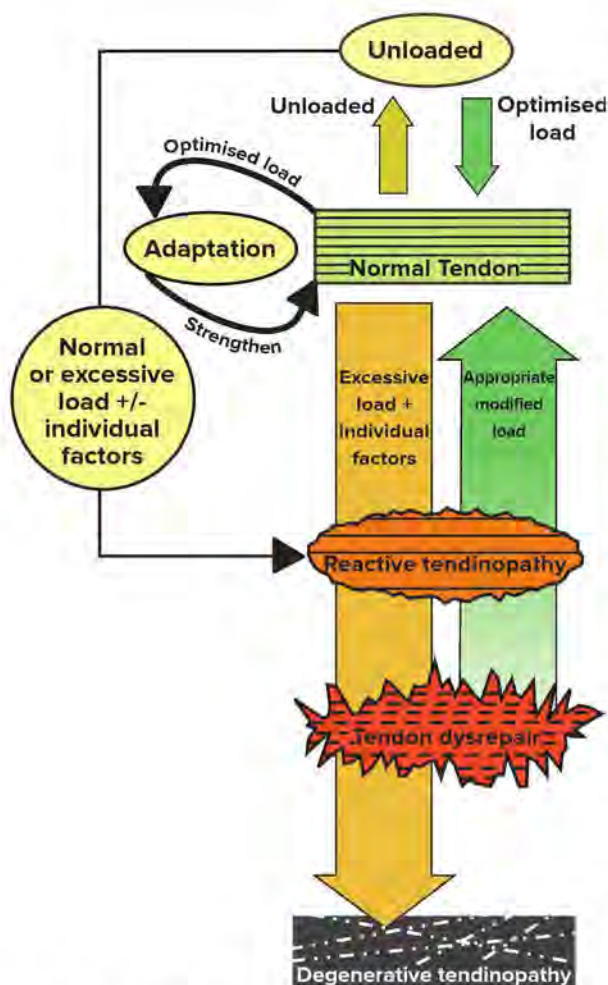 Unloaded
Unloaded
Optimised
load
Optimised load
Adaptation
Normal Tendon
Strengthen
Normal
or excessive
load +/-
individual
factors
Excessive
load +
Individual
factors
Appropriate
modified
load
Reactive tendinopathy
Tendon dysrepair
Degenerative tendinopathy